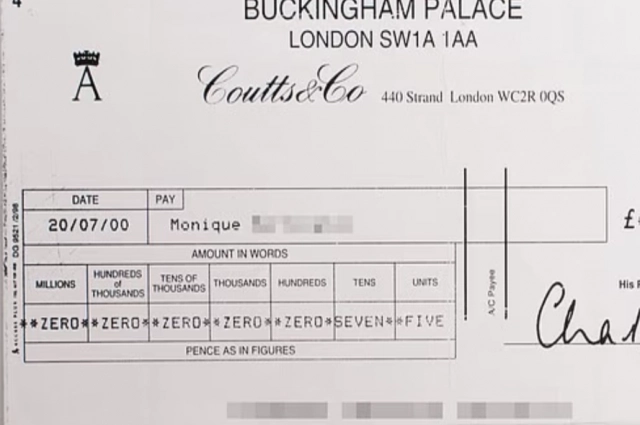 BUCKINGHAM PALACE
LONDON SW1A 1AA
A
Coutts&Co 440 Strand London WC2R 0QS
DATE PAY
20/07/00 Monique
£
AMOUNT IN WORDS
MILLIONS HUNDREDS of THOUSANDS TENS OF THOUSANDS THOUSANDS HUNDREDS TENS UNITS
A/C Payee
His
**ZERO**ZERO**ZERO**ZERO**ZERO*SEVEN**FIVE
Cha
PENCE AS IN FIGURES